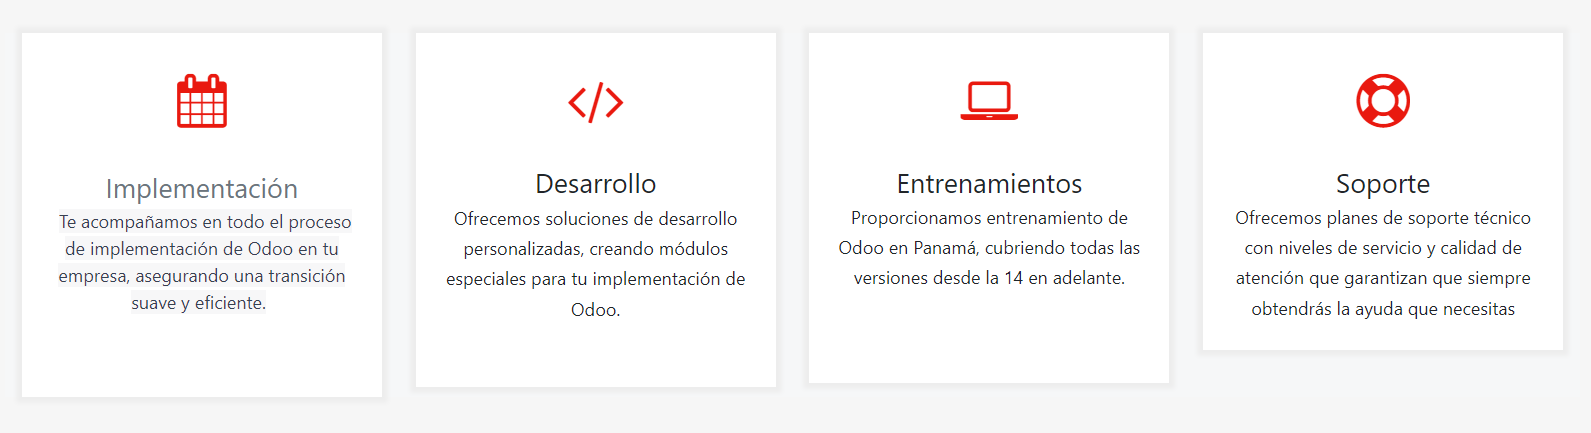 Implementación
Te acompañamos en todo el proceso
de implementación de Odoo en tu
empresa, asegurando una transición
suave y eficiente.
Desarrollo
Ofrecemos soluciones de desarrollo
personalizadas, creando módulos
especiales para tu implementación de
Odoo.
Entrenamientos
Proporcionamos entrenamiento de
Odoo en Panamá, cubriendo todas las
versiones desde la 14 en adelante.
Soporte
Ofrecemos planes de soporte técnico
con niveles de servicio y calidad de
atención que garantizan que siempre
obtendrás la ayuda que necesitas